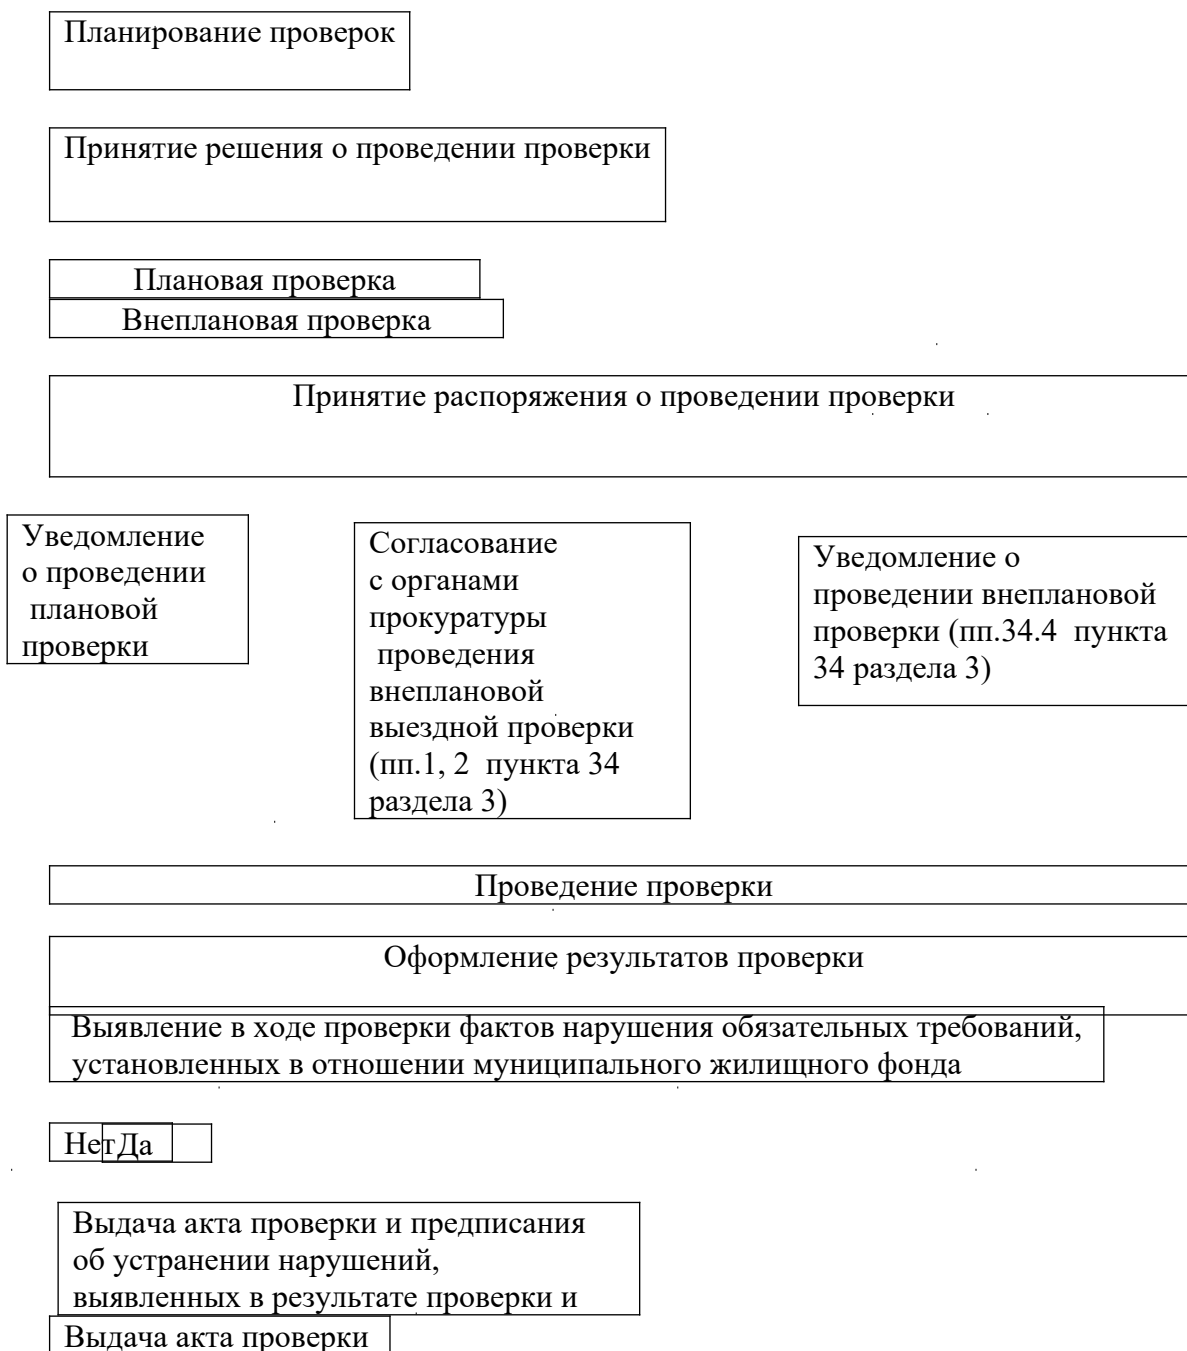 Планирование проверок
Принятие решения о проведении проверки
Плановая проверка
Внеплановая проверка
Принятие распоряжения о проведении проверки
Уведомление
о проведении
плановой
проверки
Согласование
с органами
прокуратуры
проведения
внеплановой
выездной проверки
(пп.1, 2 пункта 34
раздела 3)
Уведомление о
проведении внеплановой
проверки (пп.34.4 пункта
34 раздела 3)
Проведение проверки
Оформление результатов проверки
Выявление в ходе проверки фактов нарушения обязательных требований,
установленных в отношении муниципального жилищного фонда
Нет
Да
Выдача акта проверки и предписания
об устранении нарушений,
выявленных в результате проверки и
Выдача акта проверки